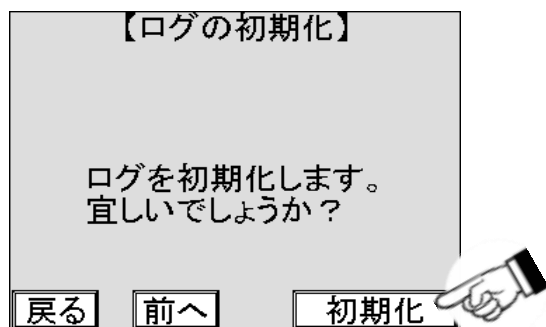 【ログの初期化】
ログを初期化します。
宜しいでしょうか？
戻る 前へ 初期化